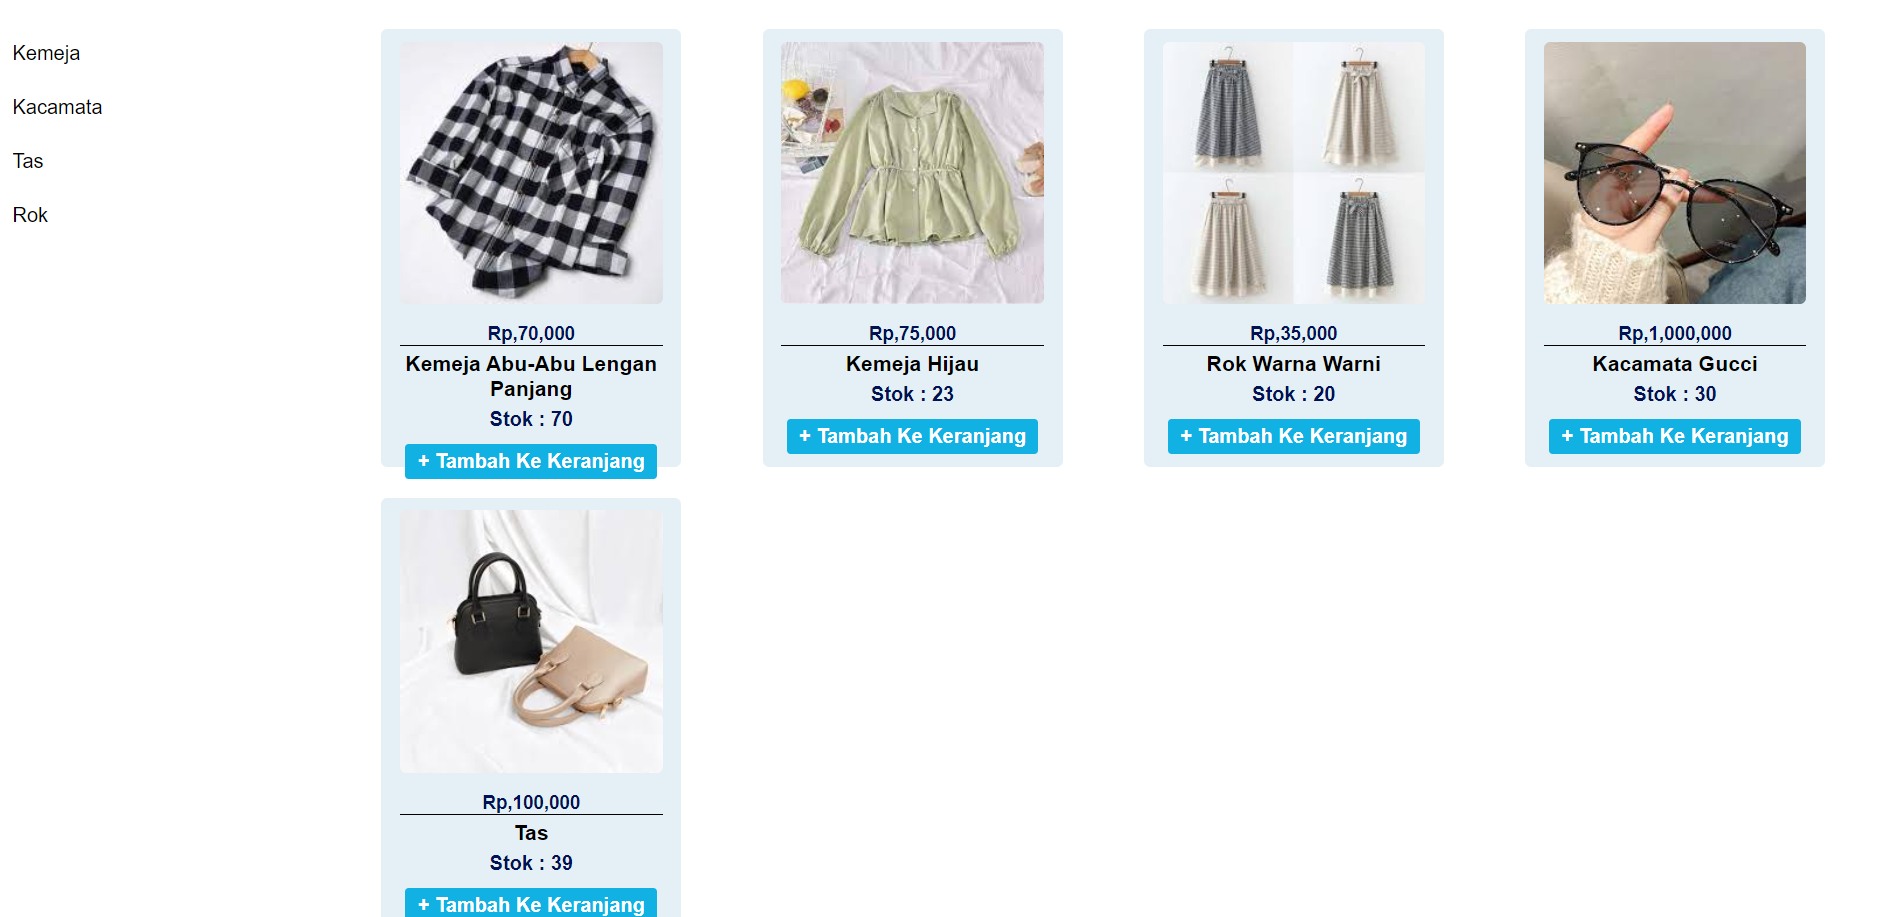 Kemeja
Kacamata
Tas
Rok
Rp,70,000
Kemeja Abu-Abu Lengan
Panjang
Stok : 70
+ Tambah Ke Keranjang
Rp,75,000
Kemeja Hijau
Stok : 23
+ Tambah Ke Keranjang
Rp,35,000
Rok Warna Warni
Stok : 20
+ Tambah Ke Keranjang
Rp,1,000,000
Kacamata Gucci
Stok : 30
+ Tambah Ke Keranjang
Rp,100,000
Tas
Stok : 39
+ Tambah Ke Keranjang